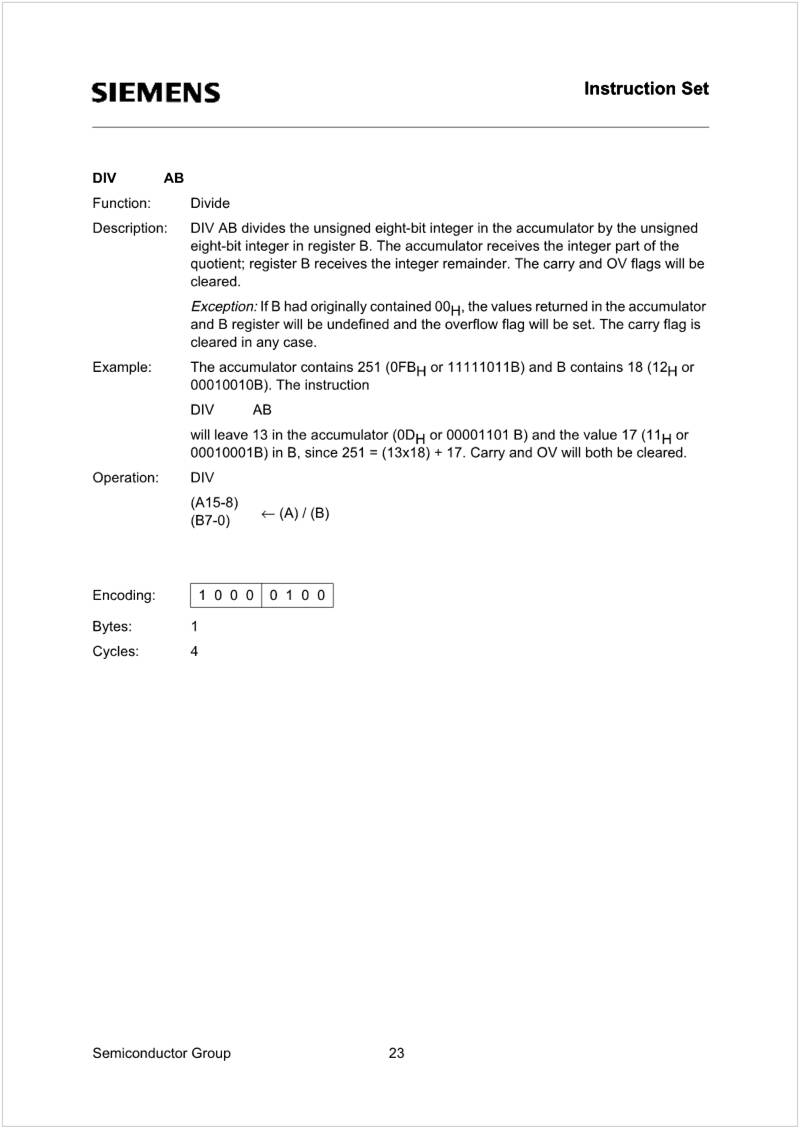 SIEMENS
Instruction Set
DIV AB
Function: Divide
Description: DIV AB divides the unsigned eight-bit integer in the accumulator by the unsigned
eight-bit integer in register B. The accumulator receives the integer part of the
quotient; register B receives the integer remainder. The carry and OV flags will be
cleared.
Exception: If B had originally contained 00H, the values returned in the accumulator
and B register will be undefined and the overflow flag will be set. The carry flag is
cleared in any case.
Example: The accumulator contains 251 (0FBH or 11111011B) and B contains 18 (12H or
00010010B). The instruction
DIV AB
will leave 13 in the accumulator (0DH or 00001101 B) and the value 17 (11H or
00010001B) in B, since 251 = (13x18) + 17. Carry and OV will both be cleared.
Operation: DIV
(A15-8)
(B7-0) ← (A) / (B)
Encoding: 1 0 0 0 0 1 0 0
Bytes: 1
Cycles: 4
Semiconductor Group 23